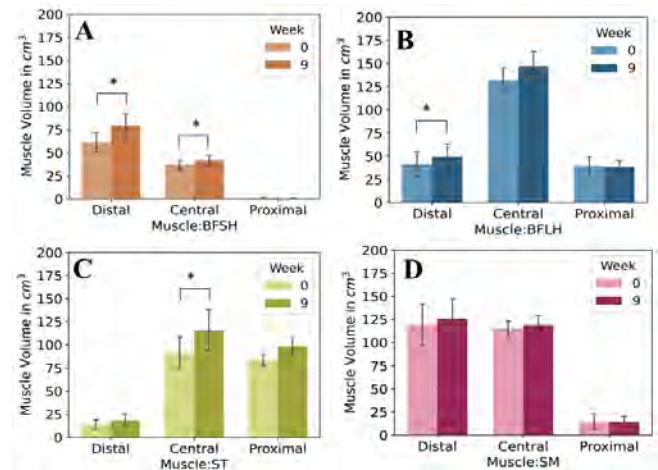 A
Muscle Volume in cm³
200
175
150
125
100
75
50
25
0
Week
0
9
*
*
Distal
Central
Proximal
Muscle:BFSH
B
Muscle Volume in cm³
200
175
150
125
100
75
50
25
0
Week
0
9
*
Distal
Central
Proximal
Muscle:BFLH
C
Muscle Volume in cm³
200
175
150
125
100
75
50
25
0
Week
0
9
*
Distal
Central
Proximal
Muscle:ST
D
Muscle Volume in cm³
200
175
150
125
100
75
50
25
0
Week
0
9
Distal
Central
Proximal
Muscle:SM